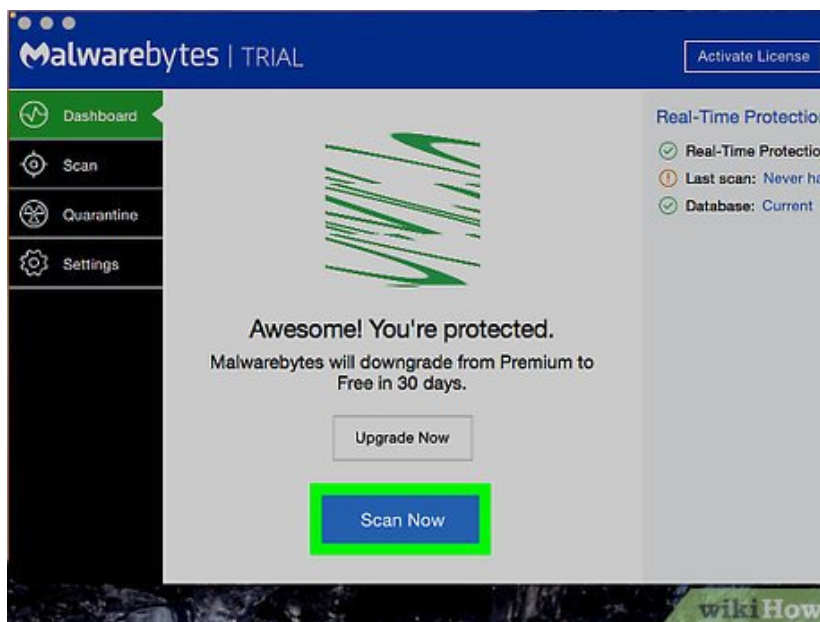 Malwarebytes | TRIAL
Activate License
Dashboard
Scan
Quarantine
Settings
Awesome! You're protected.
Malwarebytes will downgrade from Premium to
Free in 30 days.
Upgrade Now
Scan Now
Real-Time Protectio
Real-Time Protectio
Last scan: Never ha
Database: Current
wikiHow